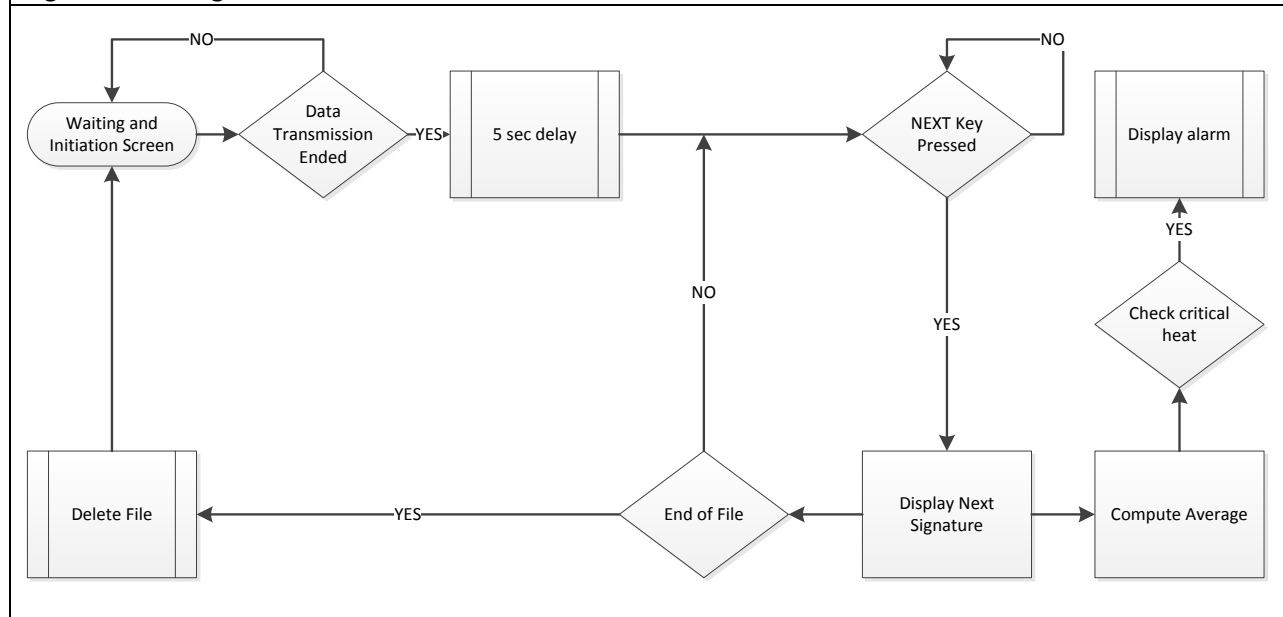 NO
NO
Waiting and
Initiation Screen
Data
Transmission
Ended
YES
5 sec delay
NEXT Key
Pressed
Display alarm
YES
NO
YES
Check critical
heat
Delete File
YES
End of File
Display Next
Signature
Compute Average